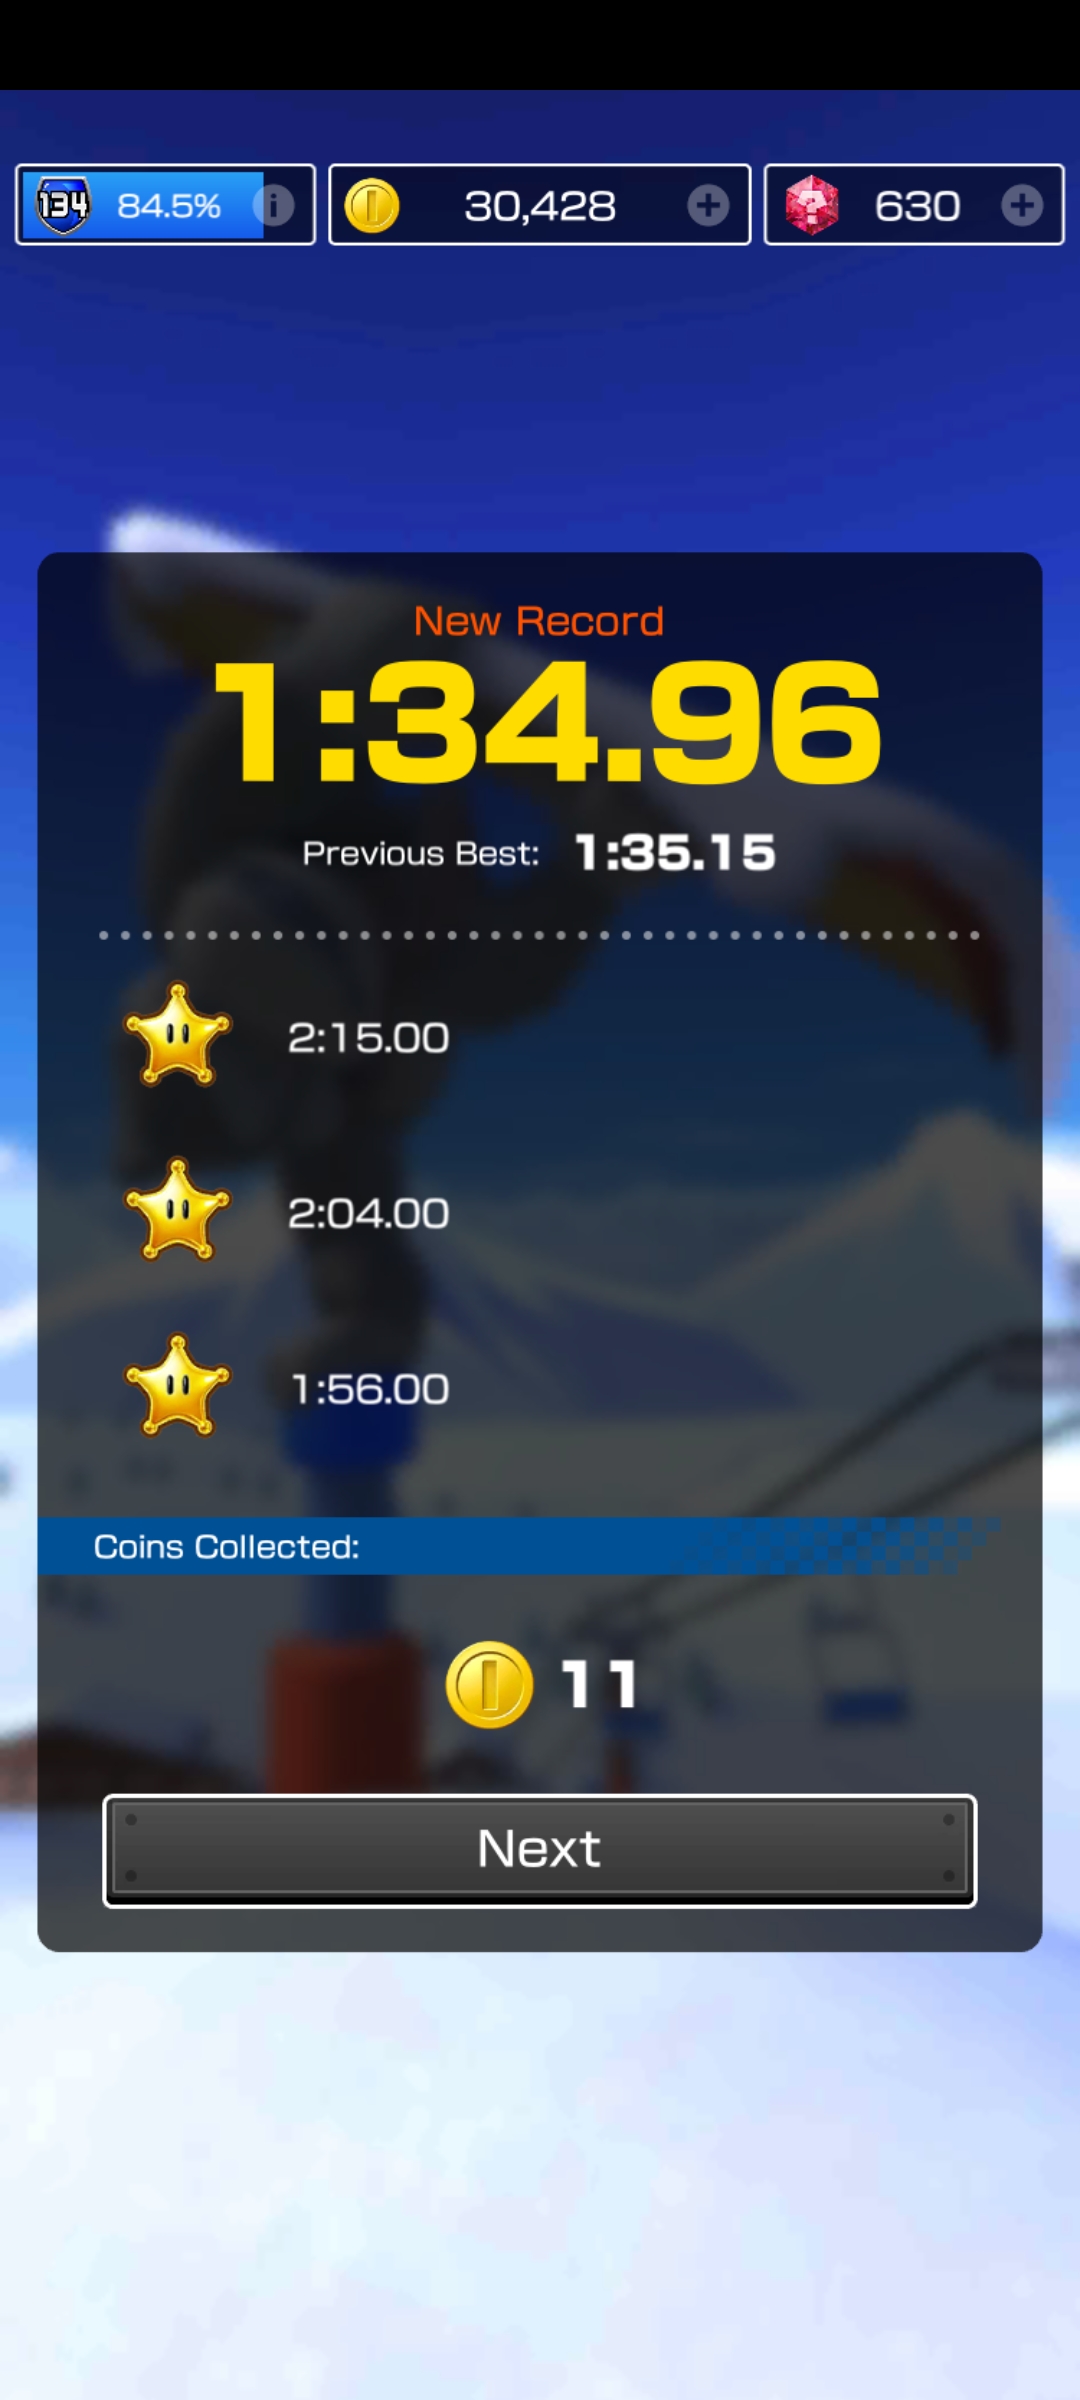 134 84.5% i 30,428 + ? 630 +
New Record
1:34.96
Previous Best: 1:35.15
2:15.00
2:04.00
1:56.00
Coins Collected:
11
Next